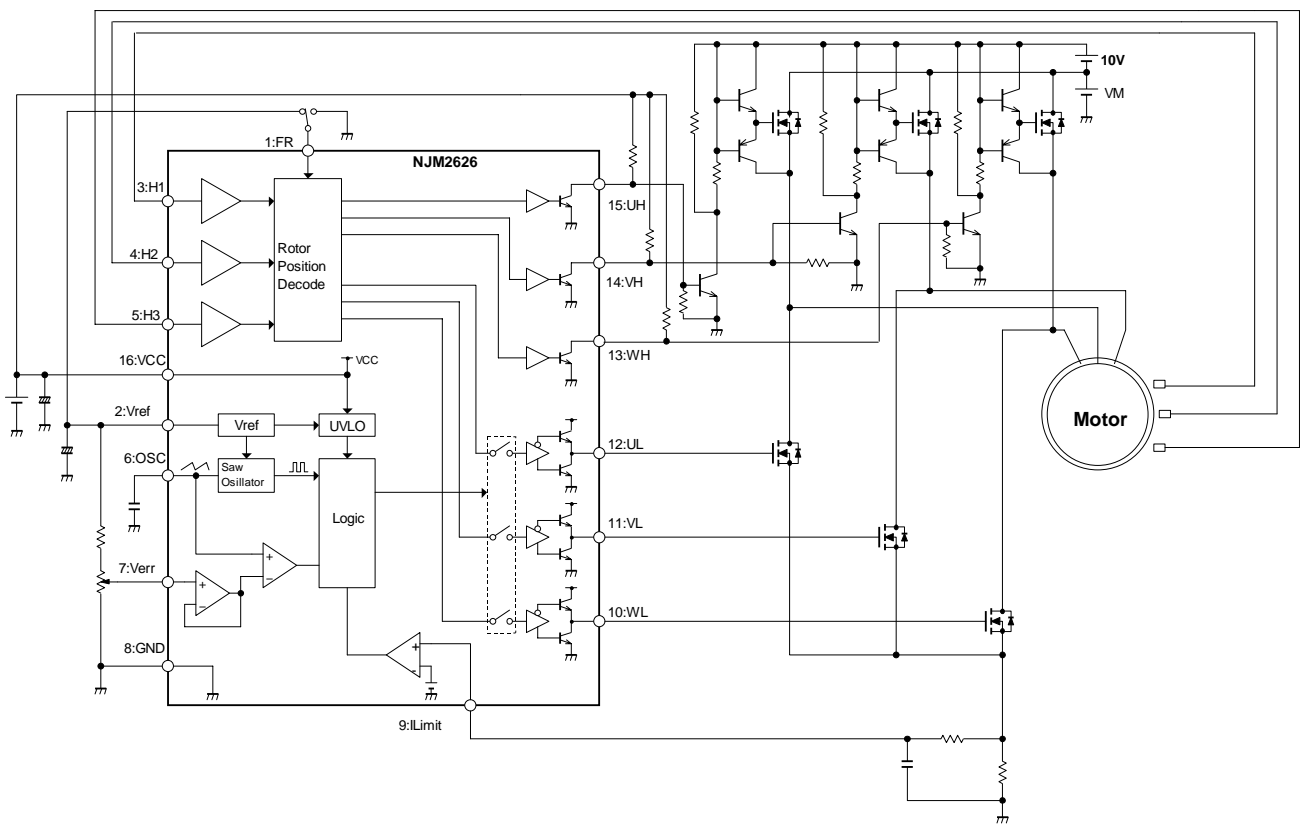 10V
VM
1:FR
NJM2626
3:H1
15:UH
4:H2
Rotor
Position
Decode
14:VH
5:H3
13:WH
16:VCC
VCC
2:Vref
Vref
UVLO
Motor
12:UL
6:OSC
Saw
Osillator
Logic
11:VL
7:Verr
+
−
+
−
10:WL
8:GND
+
-
9:ILimit